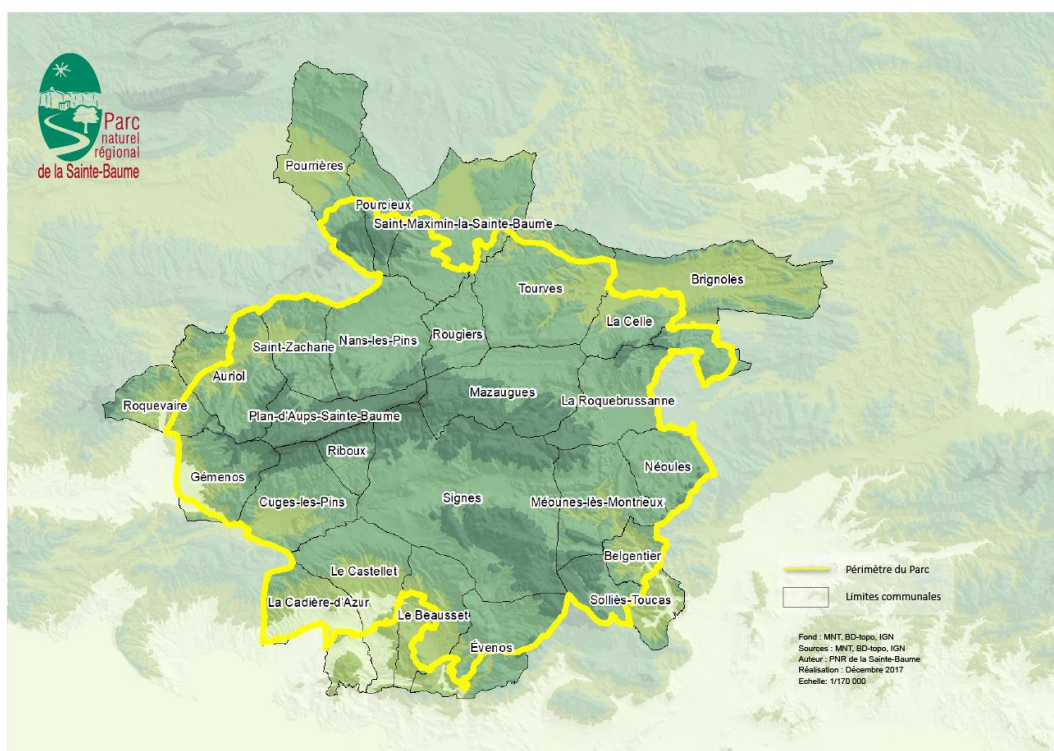 Parc
naturel
régional
de la Sainte-Baume
Pourrières
Pourcieux
Saint-Maximin-la-Sainte-Baume
Brignoles
Tourves
La Celle
Saint-Zacharie
Nans-les-Pins
Rougiers
Auriol
Mazaugues
La Roquebrussanne
Roquevaire
Plan-d'Aups-Sainte-Baume
Riboux
Néoules
Gémenos
Cuges-les-Pins
Signes
Méounes-lès-Montrieux
Belgentier
Le Castellet
La Cadière-d'Azur
Solliès-Toucas
Le Beausset
Évenos
Périmètre du Parc
Limites communales
Fond : MNT, BD-topo, IGN
Sources : MNT, BD-topo, IGN
Auteur : PNR de la Sainte-Baume
Réalisation : Décembre 2017
Echelle: 1/170 000